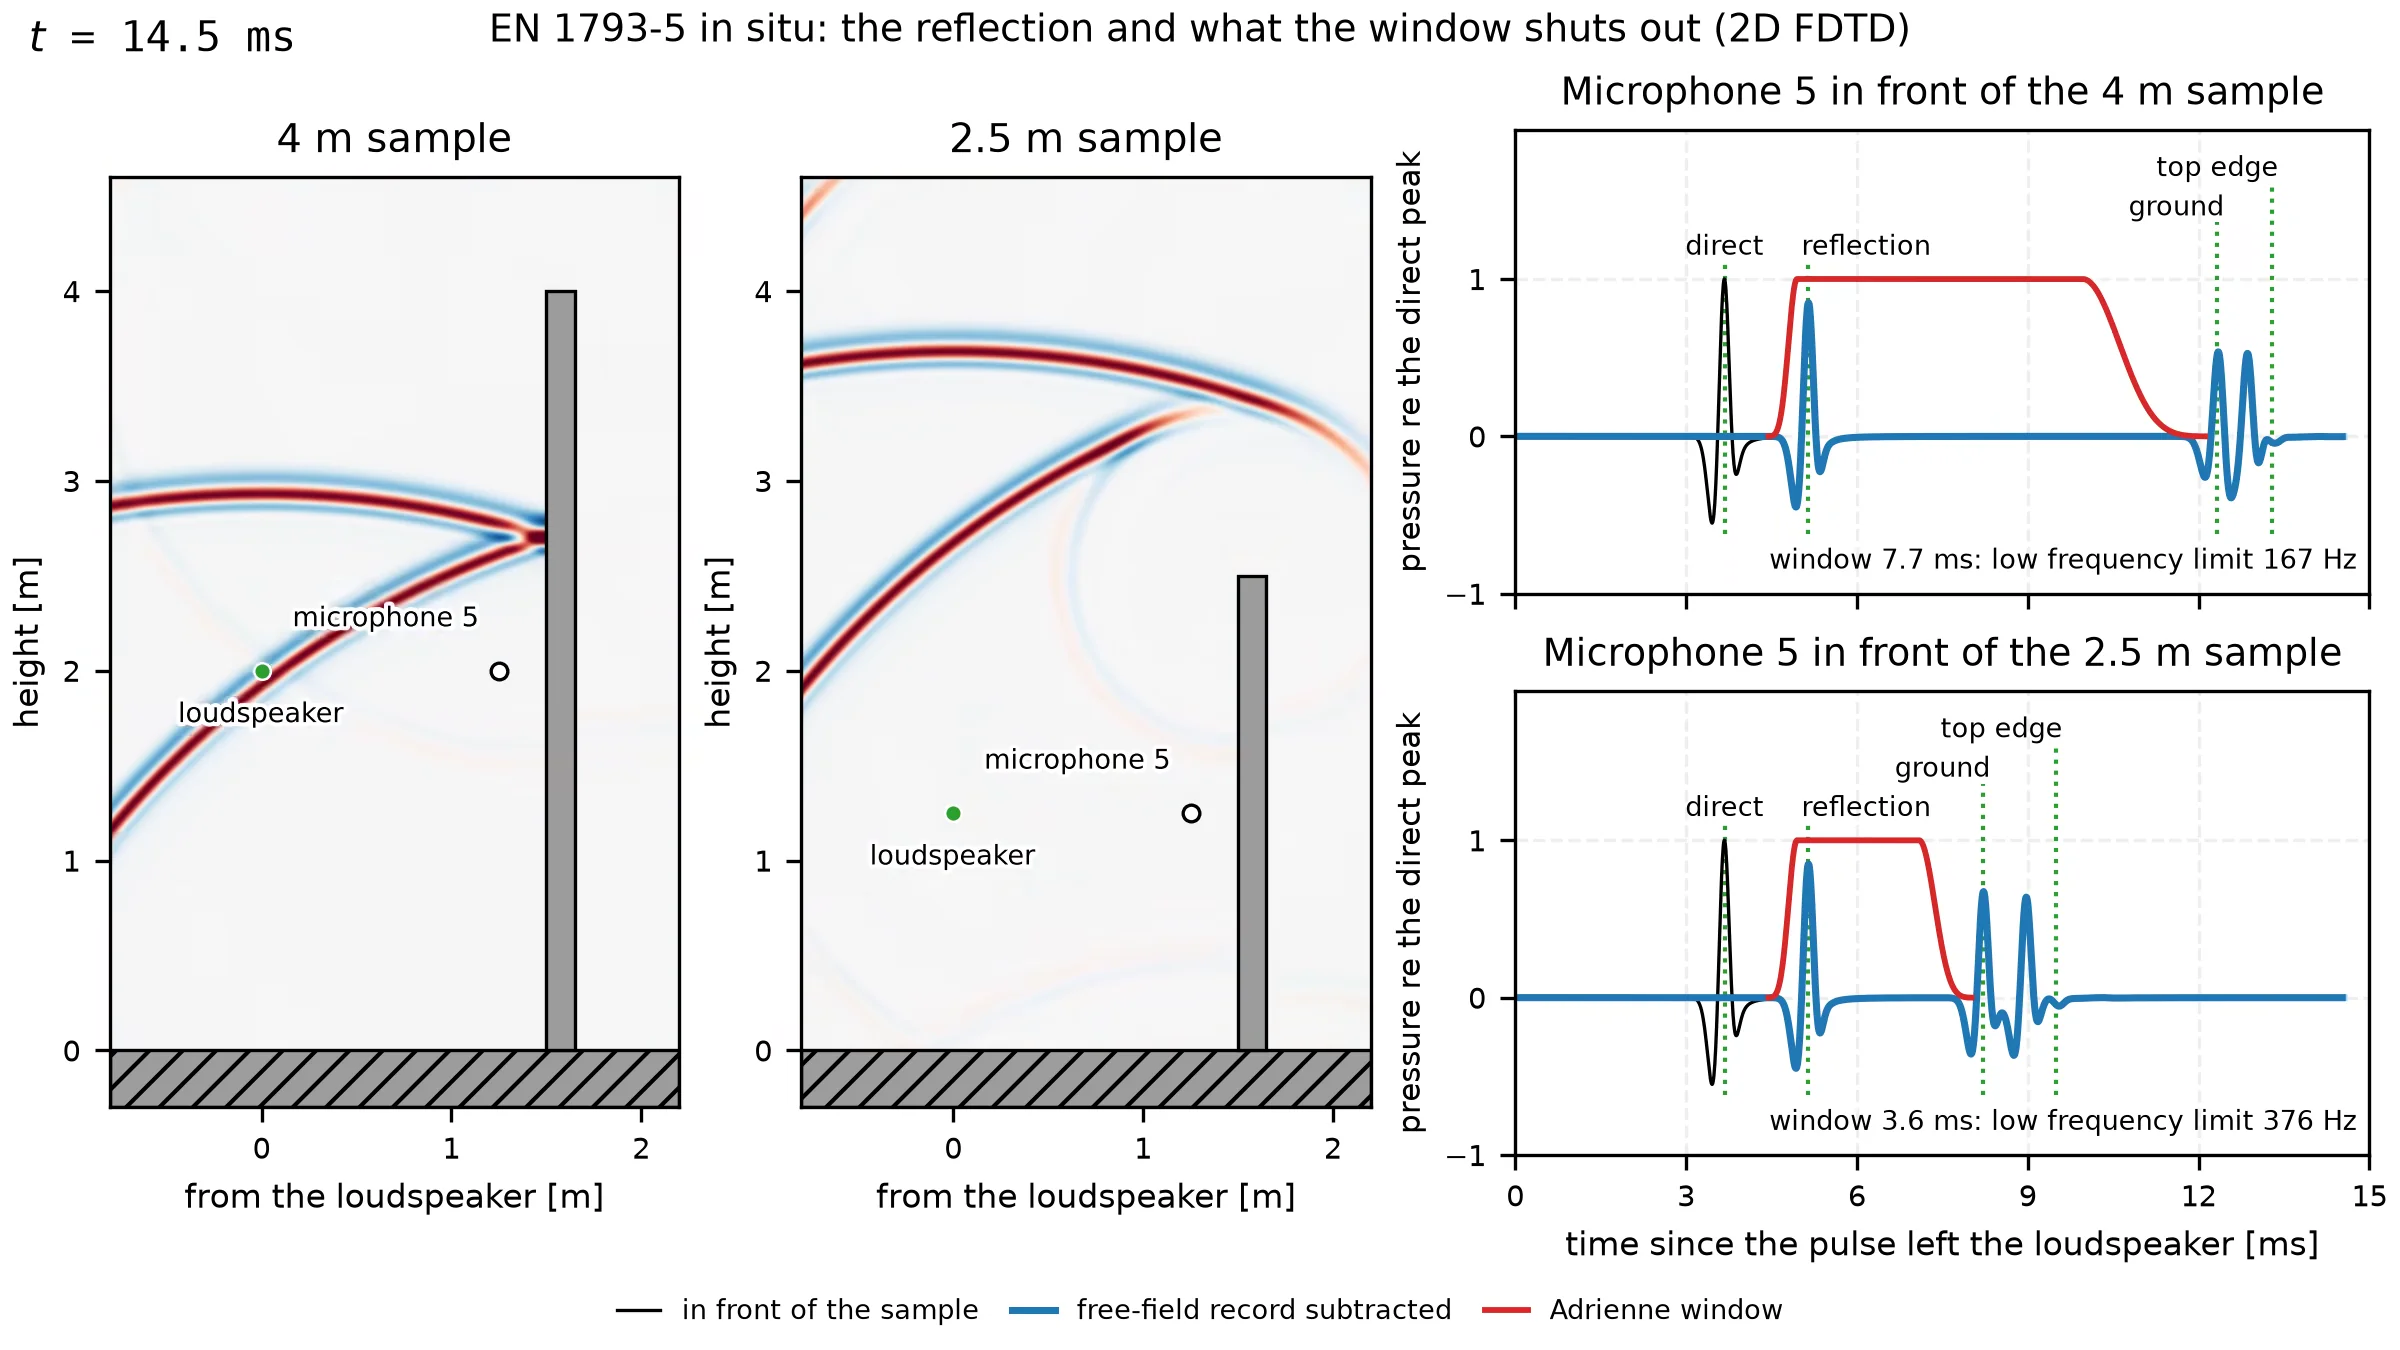 t = 14.5 ms
EN 1793-5 in situ: the reflection and what the window shuts out (2D FDTD)
4 m sample
height [m]
4
3
2
1
0
microphone 5
loudspeaker
0
1
2
from the loudspeaker [m]
2.5 m sample
height [m]
4
3
2
1
0
microphone 5
loudspeaker
0
1
2
from the loudspeaker [m]
Microphone 5 in front of the 4 m sample
pressure re the direct peak
1
0
−1
top edge
ground
direct
reflection
window 7.7 ms: low frequency limit 167 Hz
Microphone 5 in front of the 2.5 m sample
pressure re the direct peak
1
0
−1
top edge
ground
direct
reflection
window 3.6 ms: low frequency limit 376 Hz
0
3
6
9
12
15
time since the pulse left the loudspeaker [ms]
in front of the sample
free-field record subtracted
Adrienne window